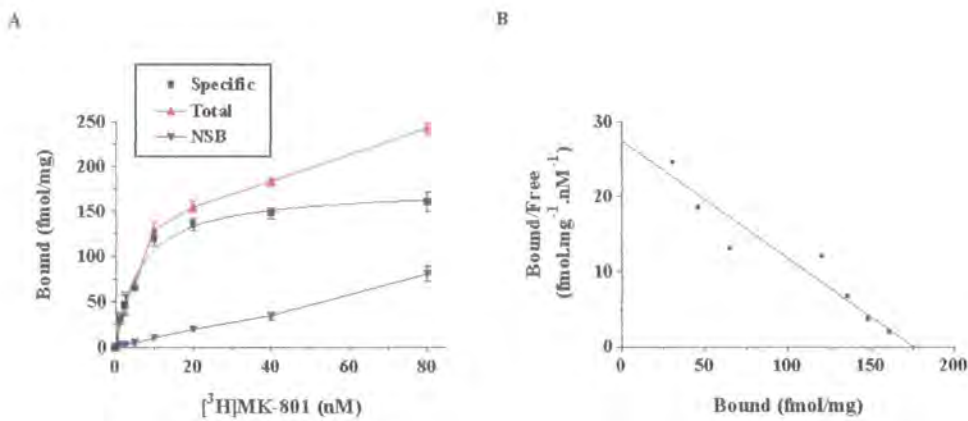 A
B
Specific
Total
NSB
Bound (fmol/mg)
250
200
150
100
50
0
0
20
40
60
80
[³H]MK-801 (nM)
Bound/Free
(fmol.mg⁻¹.nM⁻¹)
30
20
10
0
0
50
100
150
200
Bound (fmol/mg)